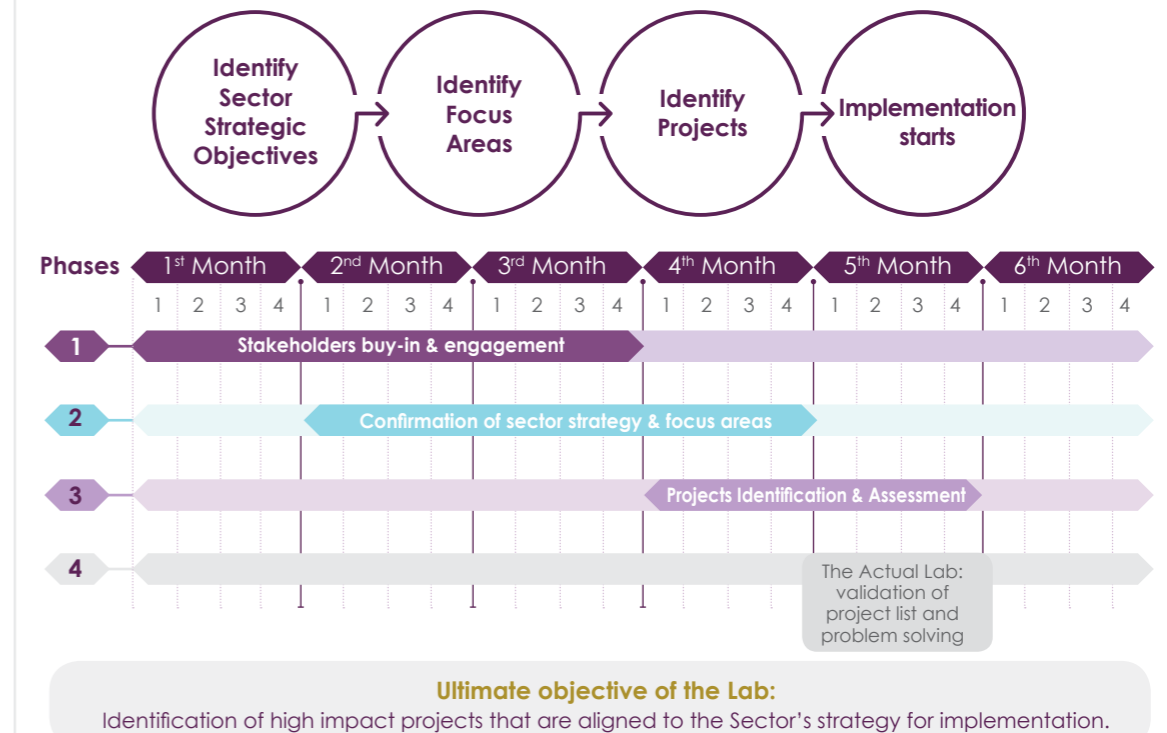 Identify
Sector
Strategic
Objectives
Identify
Focus
Areas
Identify
Projects
Implementation
starts
Phases 1st Month 2nd Month 3rd Month 4th Month 5th Month 6th Month
1 2 3 4 1 2 3 4 1 2 3 4 1 2 3 4 1 2 3 4 1 2 3 4
1 Stakeholders buy-in & engagement
2 Confirmation of sector strategy & focus areas
3 Projects Identification & Assessment
4
The Actual Lab:
validation of
project list and
problem solving
Ultimate objective of the Lab:
Identification of high impact projects that are aligned to the Sector’s strategy for implementation.